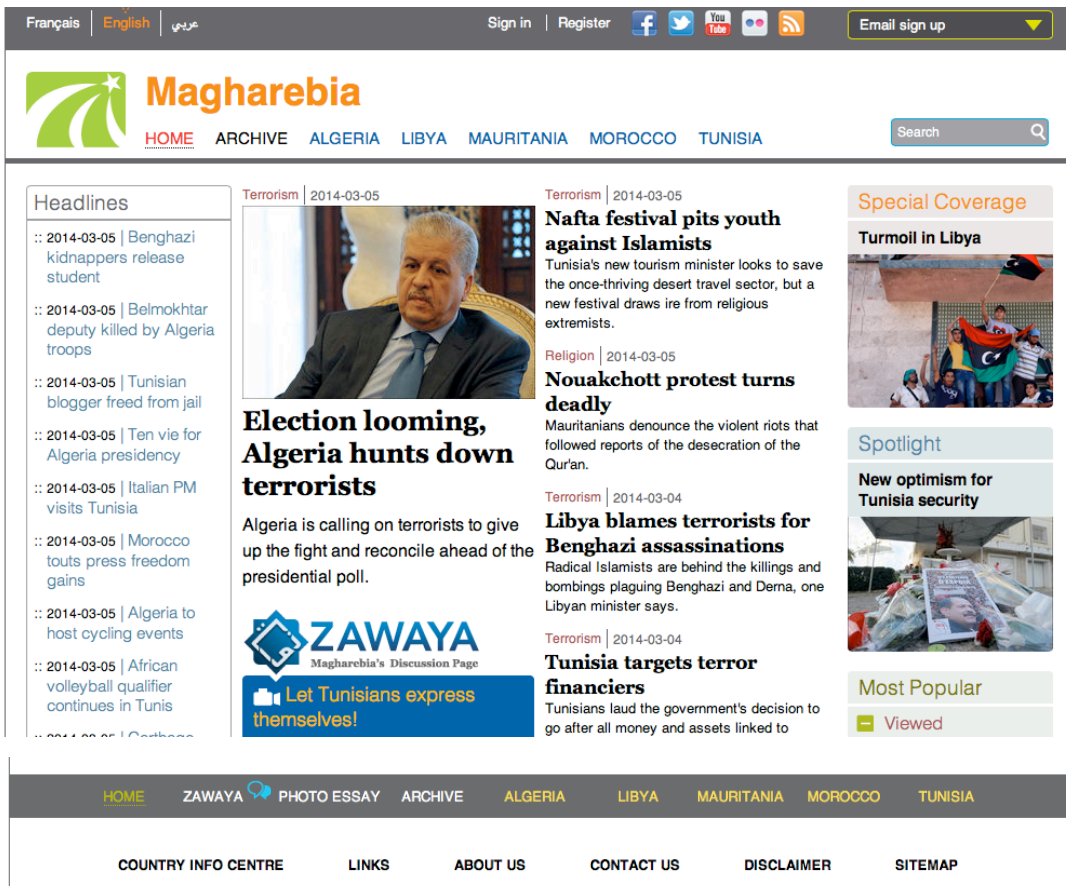 Français | English | عربي
Sign in | Register
You Tube
Email sign up
Magharebia
HOME ARCHIVE ALGERIA LIBYA MAURITANIA MOROCCO TUNISIA
Search
Headlines
:: 2014-03-05 | Benghazi
kidnappers release
student
:: 2014-03-05 | Belmokhtar
deputy killed by Algeria
troops
:: 2014-03-05 | Tunisian
blogger freed from jail
:: 2014-03-05 | Ten vie for
Algeria presidency
:: 2014-03-05 | Italian PM
visits Tunisia
:: 2014-03-05 | Morocco
touts press freedom
gains
:: 2014-03-05 | Algeria to
host cycling events
:: 2014-03-05 | African
volleyball qualifier
continues in Tunis
Terrorism | 2014-03-05
Election looming,
Algeria hunts down
terrorists
Algeria is calling on terrorists to give
up the fight and reconcile ahead of the
presidential poll.
ZAWAYA
Magharebia's Discussion Page
Let Tunisians express
themselves!
Terrorism | 2014-03-05
Nafta festival pits youth
against Islamists
Tunisia's new tourism minister looks to save
the once-thriving desert travel sector, but a
new festival draws ire from religious
extremists.
Religion | 2014-03-05
Nouakchott protest turns
deadly
Mauritanians denounce the violent riots that
followed reports of the desecration of the
Qur'an.
Terrorism | 2014-03-04
Libya blames terrorists for
Benghazi assassinations
Radical Islamists are behind the killings and
bombings plaguing Benghazi and Derna, one
Libyan minister says.
Terrorism | 2014-03-04
Tunisia targets terror
financiers
Tunisians laud the government's decision to
go after all money and assets linked to
Special Coverage
Turmoil in Libya
Spotlight
New optimism for
Tunisia security
Most Popular
Viewed
HOME ZAWAYA PHOTO ESSAY ARCHIVE ALGERIA LIBYA MAURITANIA MOROCCO TUNISIA
COUNTRY INFO CENTRE LINKS ABOUT US CONTACT US DISCLAIMER SITEMAP